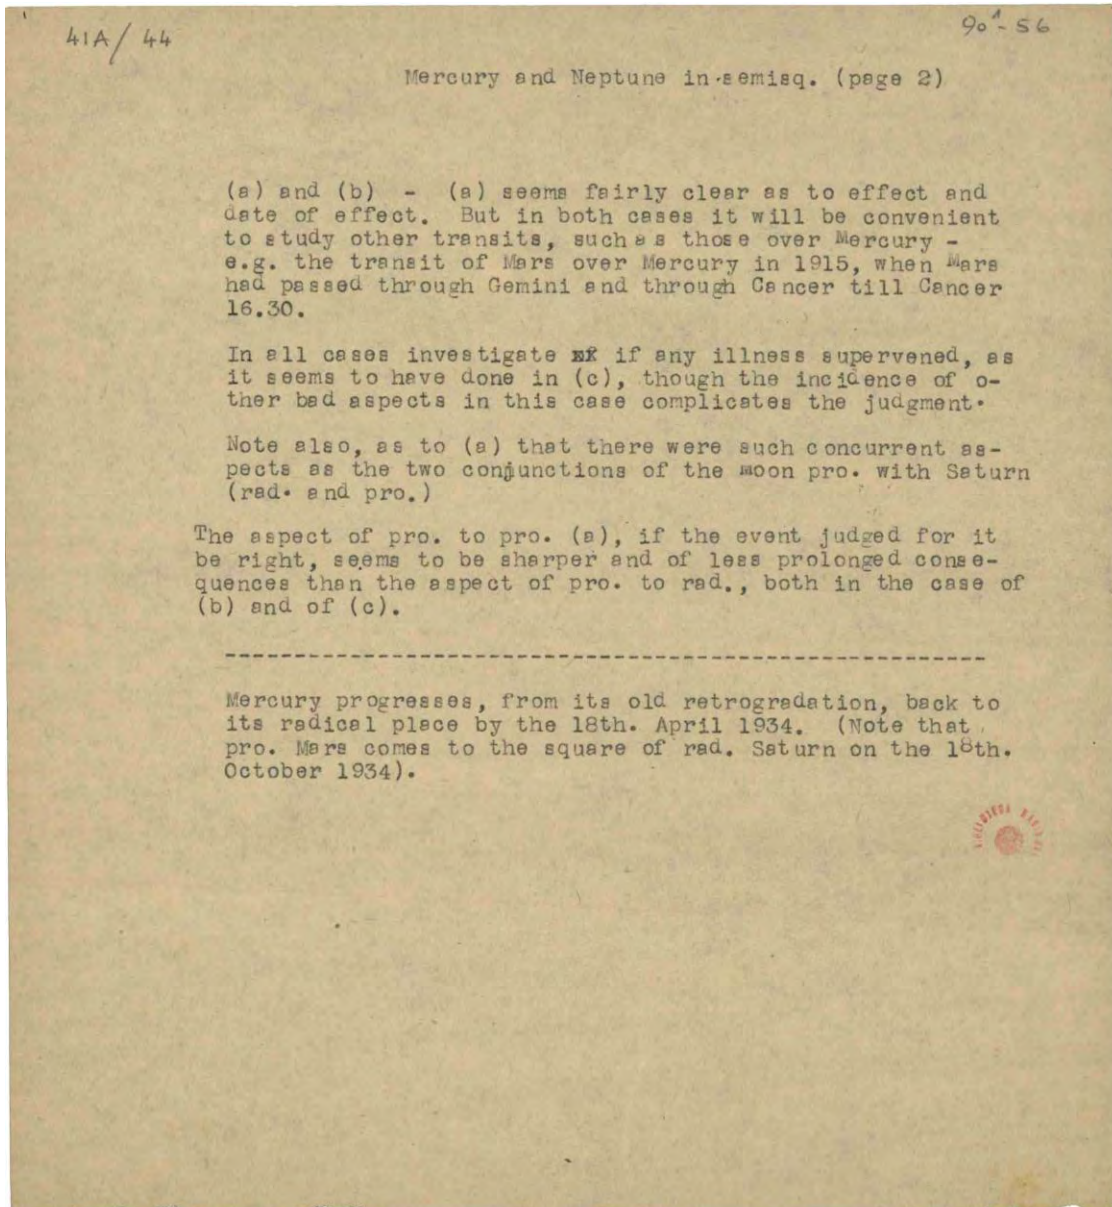 41A/44
90A-56
Mercury and Neptune in semisq. (page 2)
(a) and (b) - (a) seems fairly clear as to effect and
date of effect. But in both cases it will be convenient
to study other transits, such as those over Mercury -
e.g. the transit of Mars over Mercury in 1915, when Mars
had passed through Gemini and through Cancer till Cancer
16.30.
In all cases investigate if any illness supervened, as
it seems to have done in (c), though the incidence of o-
ther bad aspects in this case complicates the judgment.
Note also, as to (a) that there were such concurrent as-
pects as the two conjunctions of the moon pro. with Saturn
(rad. and pro.)
The aspect of pro. to pro. (a), if the event judged for it
be right, seems to be sharper and of less prolonged conse-
quences than the aspect of pro. to rad., both in the case of
(b) and of (c).
-------------------------------------------------------
Mercury progresses, from its old retrogradation, back to
its radical place by the 18th. April 1934. (Note that
pro. Mars comes to the square of rad. Saturn on the 18th.
October 1934).